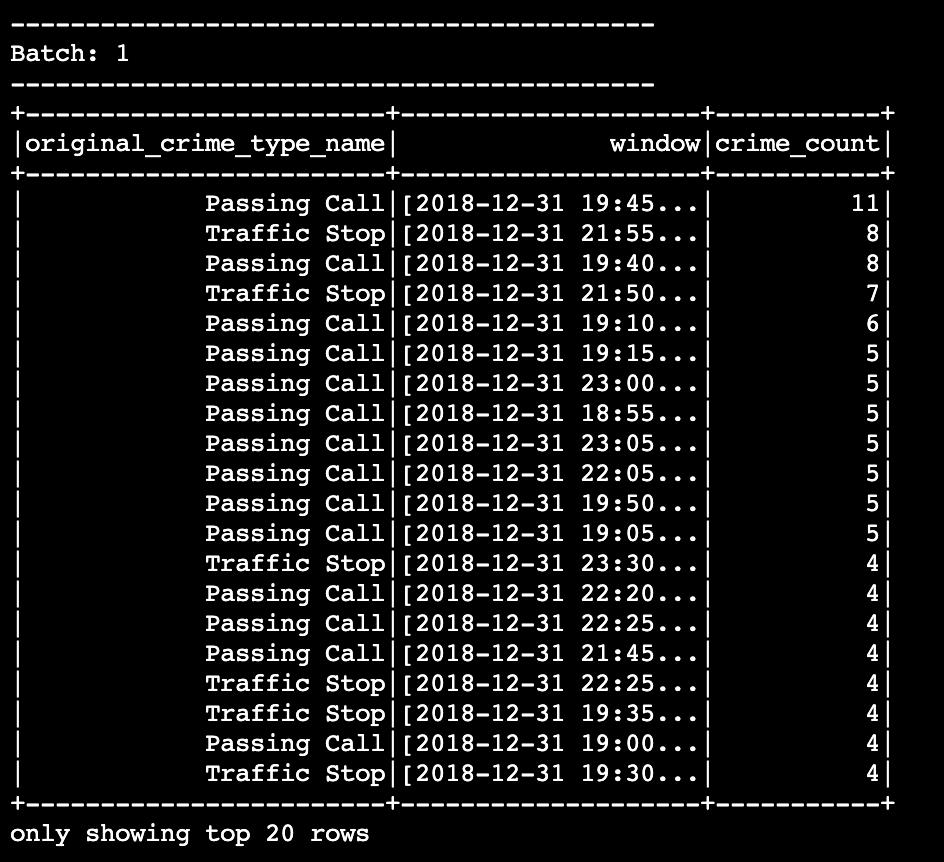 -------------------------------------------
Batch: 1
-------------------------------------------
+------------------------+--------------------+-----------+
|original_crime_type_name|              window|crime_count|
+------------------------+--------------------+-----------+
|            Passing Call|[2018-12-31 19:45...|         11|
|            Traffic Stop|[2018-12-31 21:55...|          8|
|            Passing Call|[2018-12-31 19:40...|          8|
|            Traffic Stop|[2018-12-31 21:50...|          7|
|            Passing Call|[2018-12-31 19:10...|          6|
|            Passing Call|[2018-12-31 19:15...|          5|
|            Passing Call|[2018-12-31 23:00...|          5|
|            Passing Call|[2018-12-31 18:55...|          5|
|            Passing Call|[2018-12-31 23:05...|          5|
|            Passing Call|[2018-12-31 22:05...|          5|
|            Passing Call|[2018-12-31 19:50...|          5|
|            Passing Call|[2018-12-31 19:05...|          5|
|            Traffic Stop|[2018-12-31 23:30...|          4|
|            Passing Call|[2018-12-31 22:20...|          4|
|            Passing Call|[2018-12-31 22:25...|          4|
|            Passing Call|[2018-12-31 21:45...|          4|
|            Traffic Stop|[2018-12-31 22:25...|          4|
|            Traffic Stop|[2018-12-31 19:35...|          4|
|            Passing Call|[2018-12-31 19:00...|          4|
|            Traffic Stop|[2018-12-31 19:30...|          4|
+------------------------+--------------------+-----------+
only showing top 20 rows